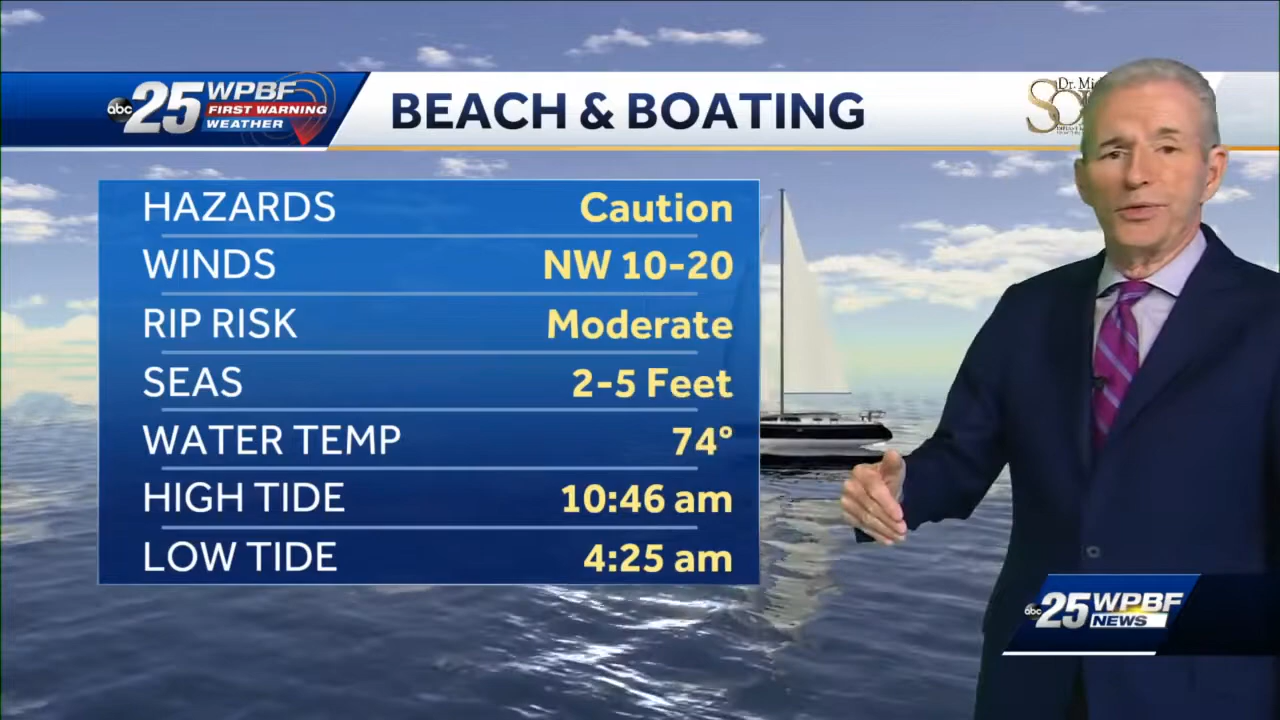 abc 25 WPBF
FIRST WARNING
WEATHER
BEACH & BOATING
Dr.
HAZARDS Caution
WINDS NW 10-20
RIP RISK Moderate
SEAS 2-5 Feet
WATER TEMP 74°
HIGH TIDE 10:46 am
LOW TIDE 4:25 am
abc 25 WPBF
NEWS